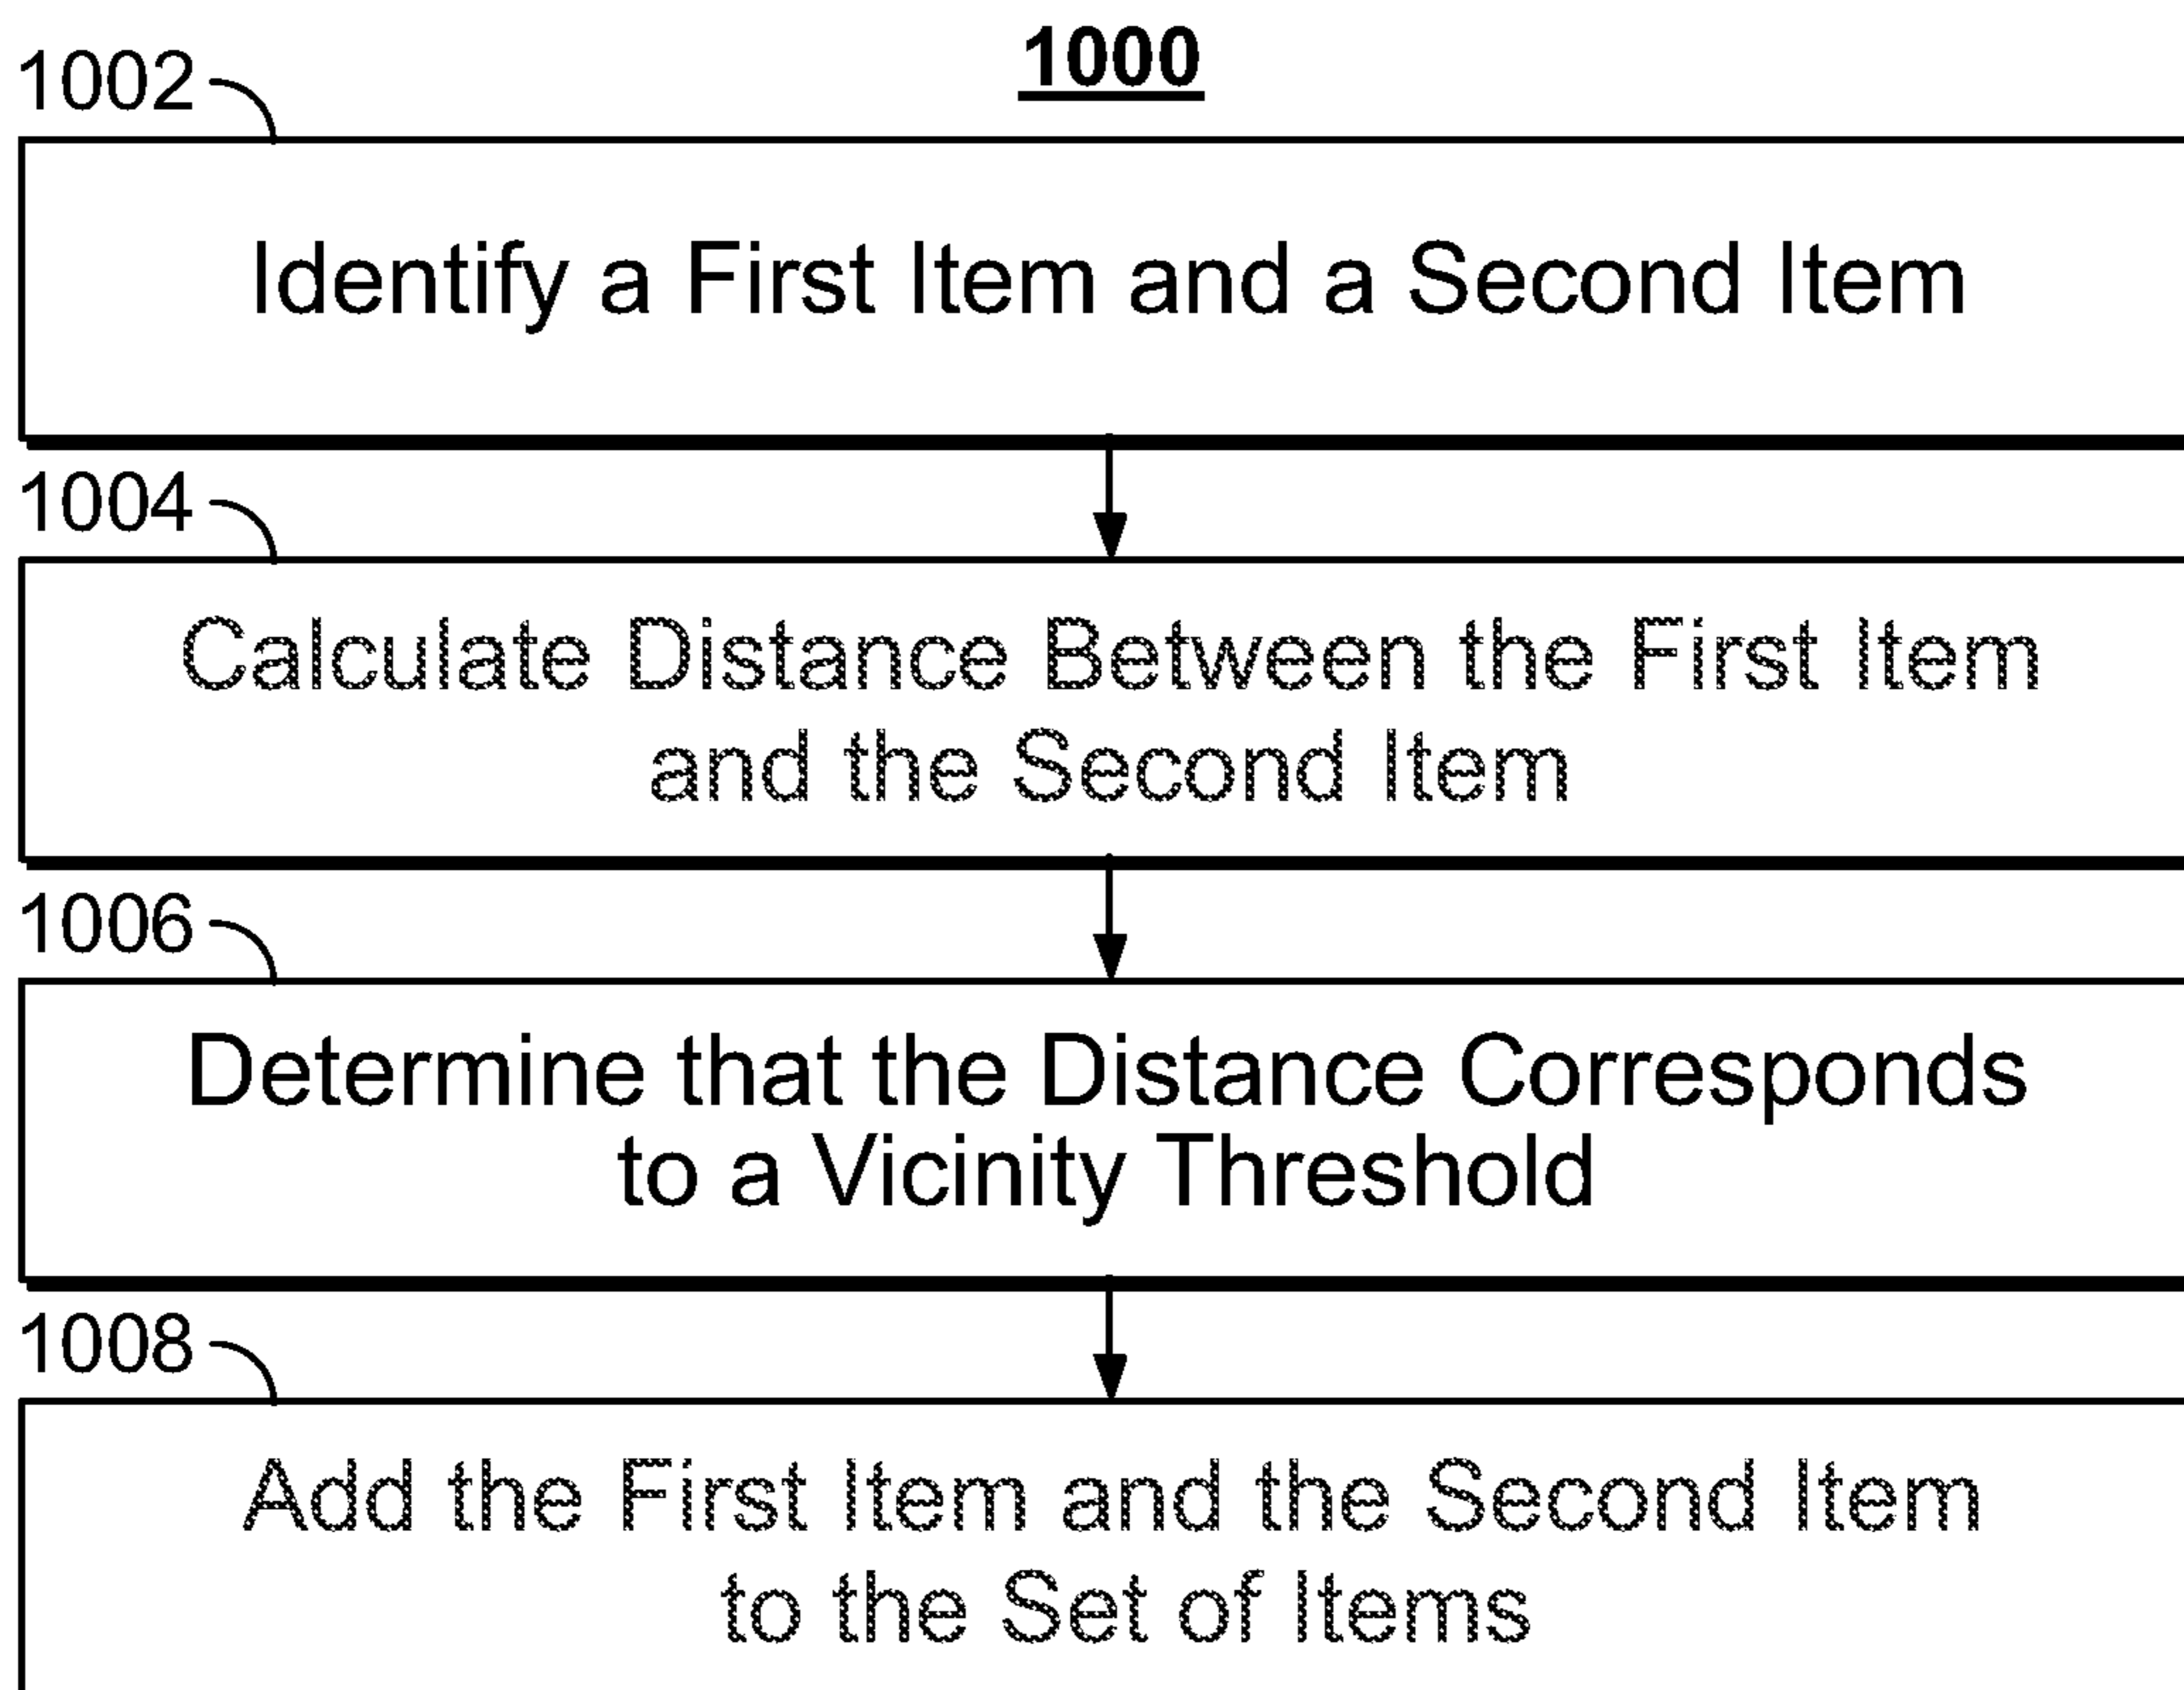 1000
1002
Identify a First Item and a Second Item
1004
Calculate Distance Between the First Item
and the Second Item
1006
Determine that the Distance Corresponds
to a Vicinity Threshold
1008
Add the First Item and the Second Item
to the Set of Items